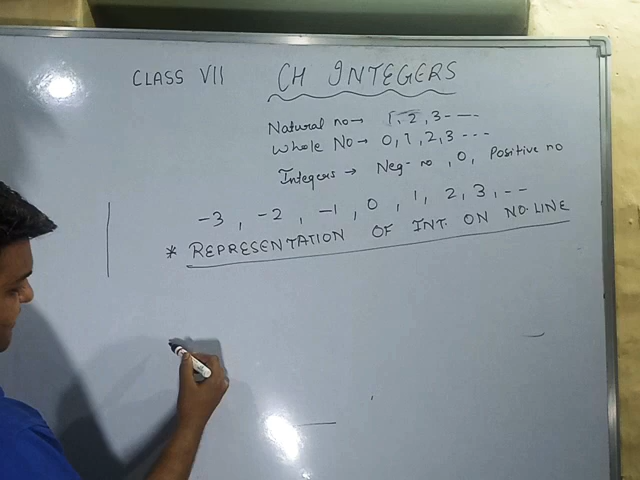 CLASS VII CH INTEGERS
Natural no → 1, 2, 3 ----
Whole No → 0, 1, 2, 3 ---
Integers → Neg- no , 0, Positive no
-3 , -2 , -1 , 0 , 1 , 2, 3, --
* REPRESENTATION OF INT. ON NO-LINE